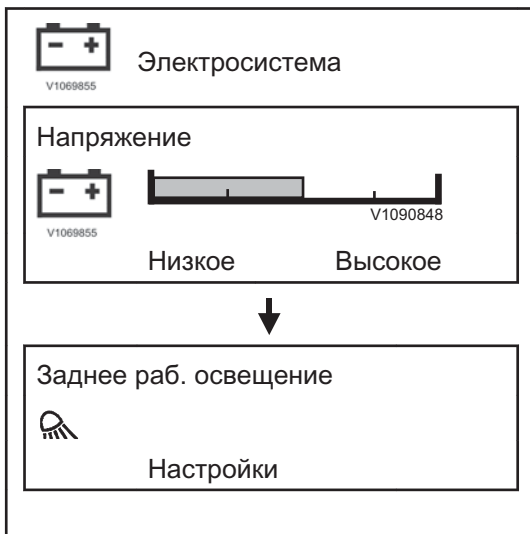 Электросистема
V1069855
Напряжение
V1069855
V1090848
Низкое Высокое
Заднее раб. освещение
Настройки